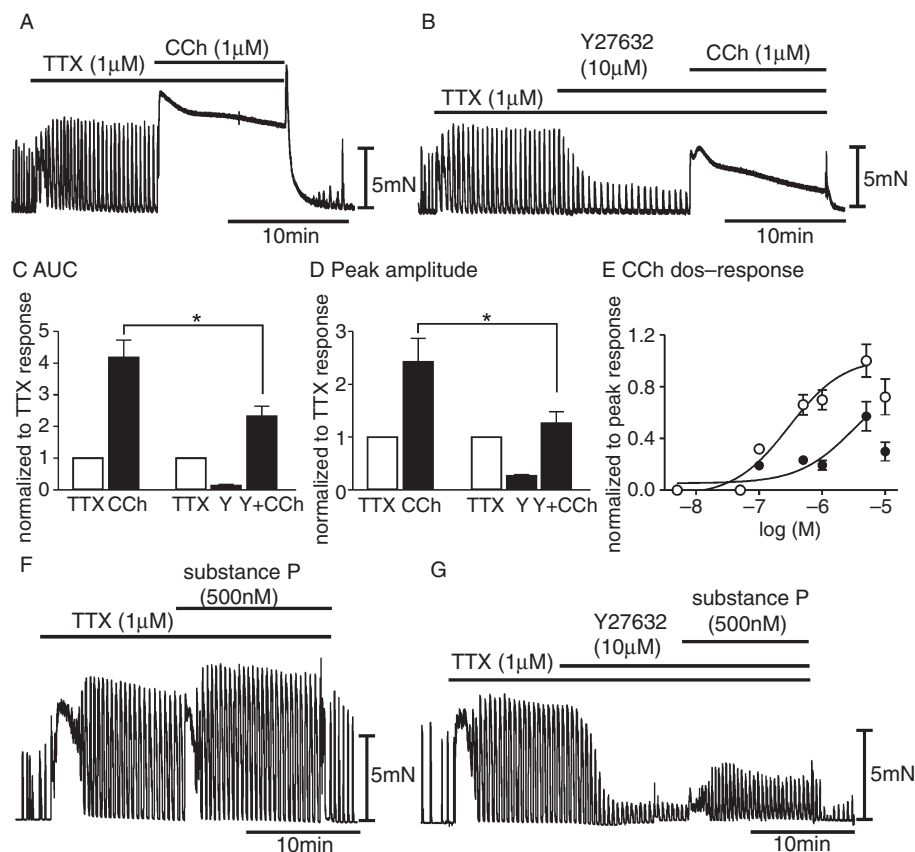 A
CCh (1μM)
TTX (1μM)
5mN
10min
B
Y27632
(10μM)
CCh (1μM)
TTX (1μM)
5mN
10min
C AUC
normalized to TTX response
5
4
3
2
1
0
TTX CCh
TTX Y Y+CCh
*
D Peak amplitude
normalized to TTX response
3
2
1
0
TTX CCh
TTX Y Y+CCh
*
E CCh dos–response
normalized to peak response
1.2
0.8
0.4
0
–8 –7 –6 –5
log (M)
F
substance P
(500nM)
TTX (1μM)
5mN
10min
G
substance P
(500nM)
Y27632
(10μM)
TTX (1μM)
5mN
10min